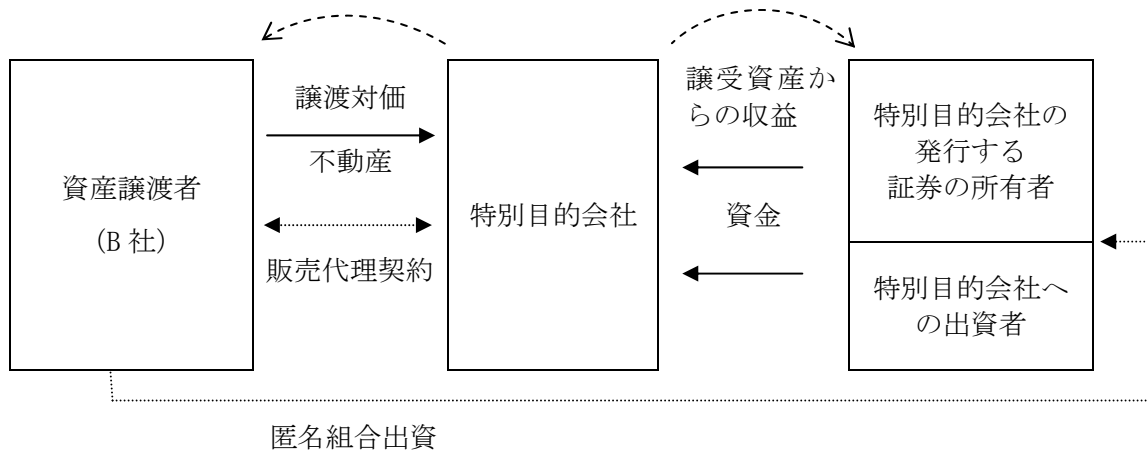 資産譲渡者
（B 社）
譲渡対価
不動産
販売代理契約
特別目的会社
譲受資産か
らの収益
資金
特別目的会社の
発行する
証券の所有者
特別目的会社へ
の出資者
匿名組合出資